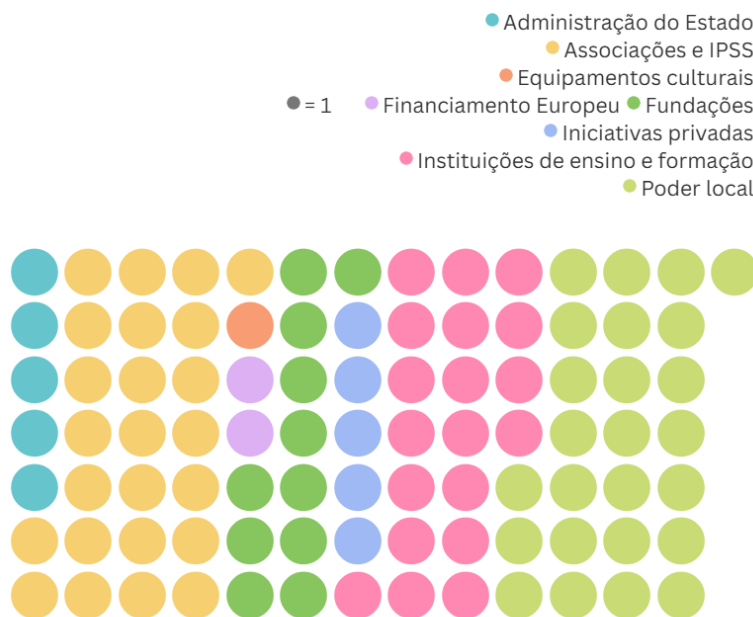 Administração do Estado
Associações e IPSS
Equipamentos culturais
= 1 Financiamento Europeu Fundações
Iniciativas privadas
Instituições de ensino e formação
Poder local